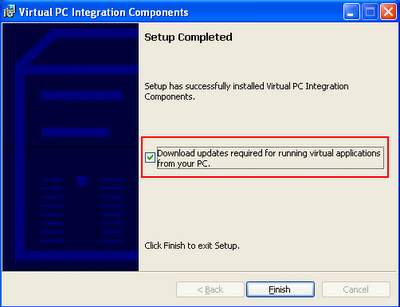 Virtual PC Integration Components
Setup Completed
Setup has successfully installed Virtual PC Integration
Components.
Download updates required for running virtual applications
from your PC.
Click Finish to exit Setup.
< Back
Finish
Cancel